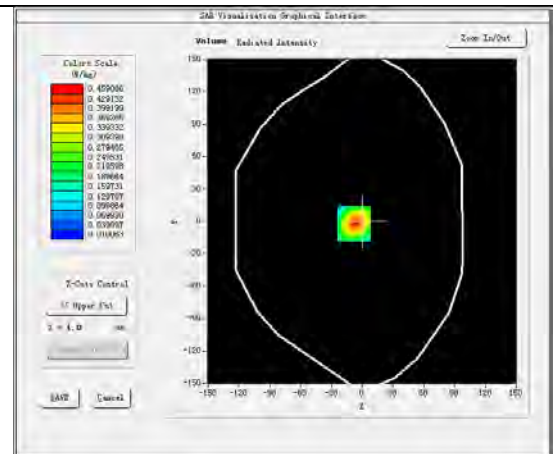 SAR Visualisation Graphical Interface
Volume Radiated Intensity
Zoom In/Out
Colors Scale
(W/kg)
0.459066
0.429132
0.399199
0.339332
0.309398
0.279465
0.249531
0.219598
0.189664
0.159731
0.129797
0.099864
0.069930
0.039997
0.010063
150
120
90
60
30
0
-30
-60
-90
-120
-150
-150 -120 -90 -60 -30 0 30 60 90 120 150
X
Z-Cuts Control
Upper Cut
Z = 4.0 mm
SAVE Cancel